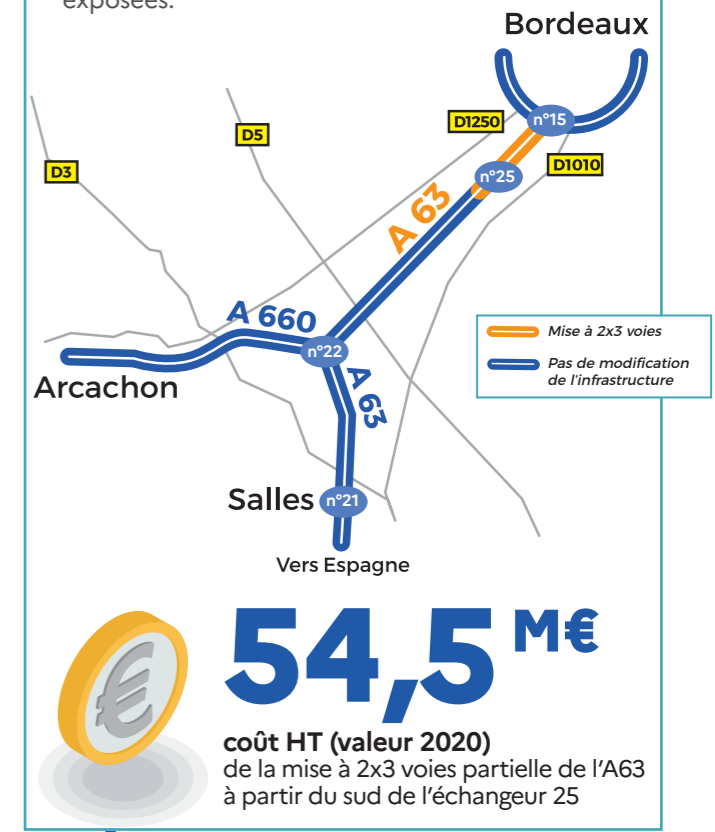 exposées.
Bordeaux
D1250
n°15
D5
D1010
D3
n°25
A 63
A 660
Mise à 2x3 voies
n°22
Pas de modification
de l'infrastructure
Arcachon
A 63
Salles
n°21
Vers Espagne
€
54,5 M€
coût HT (valeur 2020)
de la mise à 2x3 voies partielle de l'A63
à partir du sud de l'échangeur 25